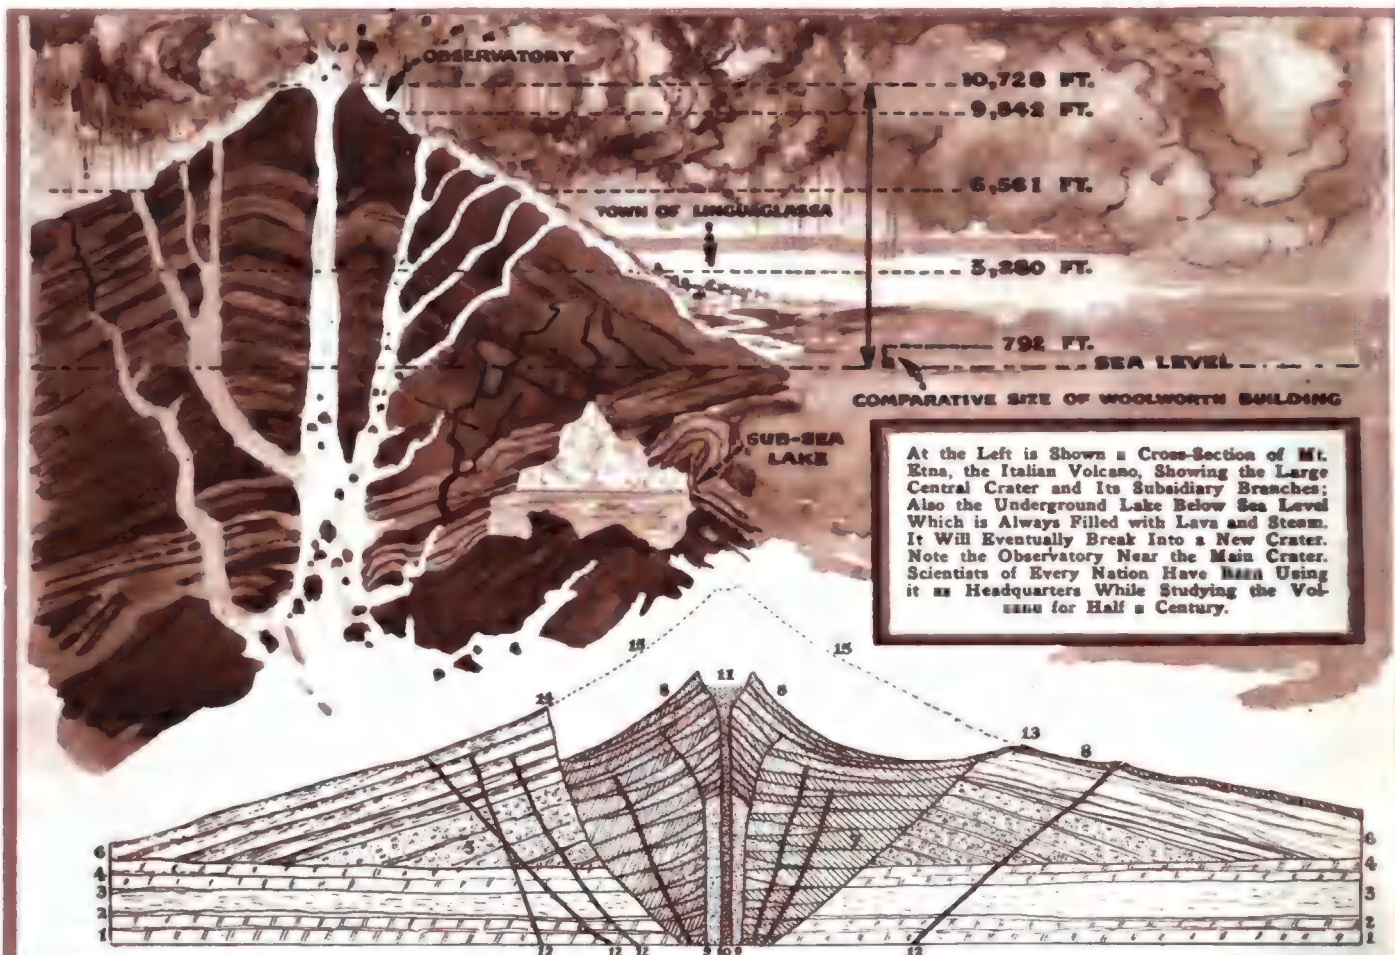 OBSERVATORY
10,728 FT.
9,842 FT.
6,561 FT.
TOWN OF LINGUSGLASSA
3,280 FT.
792 FT.
SEA LEVEL
COMPARATIVE SIZE OF WOOLWORTH BUILDING
SUB-SEA
LAKE
At the Left is Shown a Cross-Section of Mt.
Etna, the Italian Volcano, Showing the Large
Central Crater and Its Subsidiary Branches;
Also the Underground Lake Below Sea Level
Which is Always Filled with Lava and Steam.
It Will Eventually Break Into a New Crater.
Note the Observatory Near the Main Crater.
Scientists of Every Nation Have Been Using
it as Headquarters While Studying the Vol-
cano for Half a Century.
15 15
11
8 8
14
13
8
5 7
6 6
4 4
3 3
2 2
1 1
12 12 12 9 10 9 12